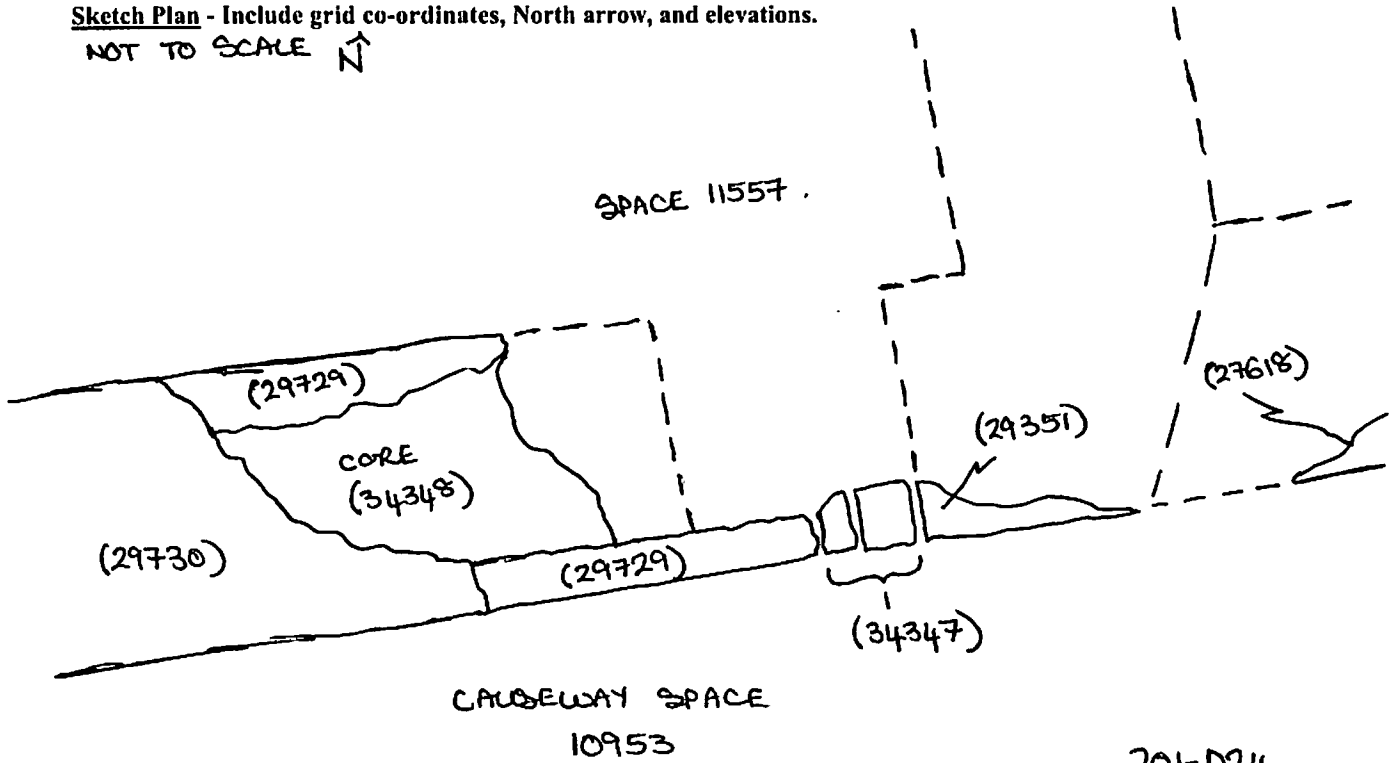 Sketch Plan - Include grid co-ordinates, North arrow, and elevations.
NOT TO SCALE N
SPACE 11557.
(29729)
(27618)
(29351)
CORE
(34348)
(29730)
(29729)
(34347)
CAUSEWAY SPACE
10953